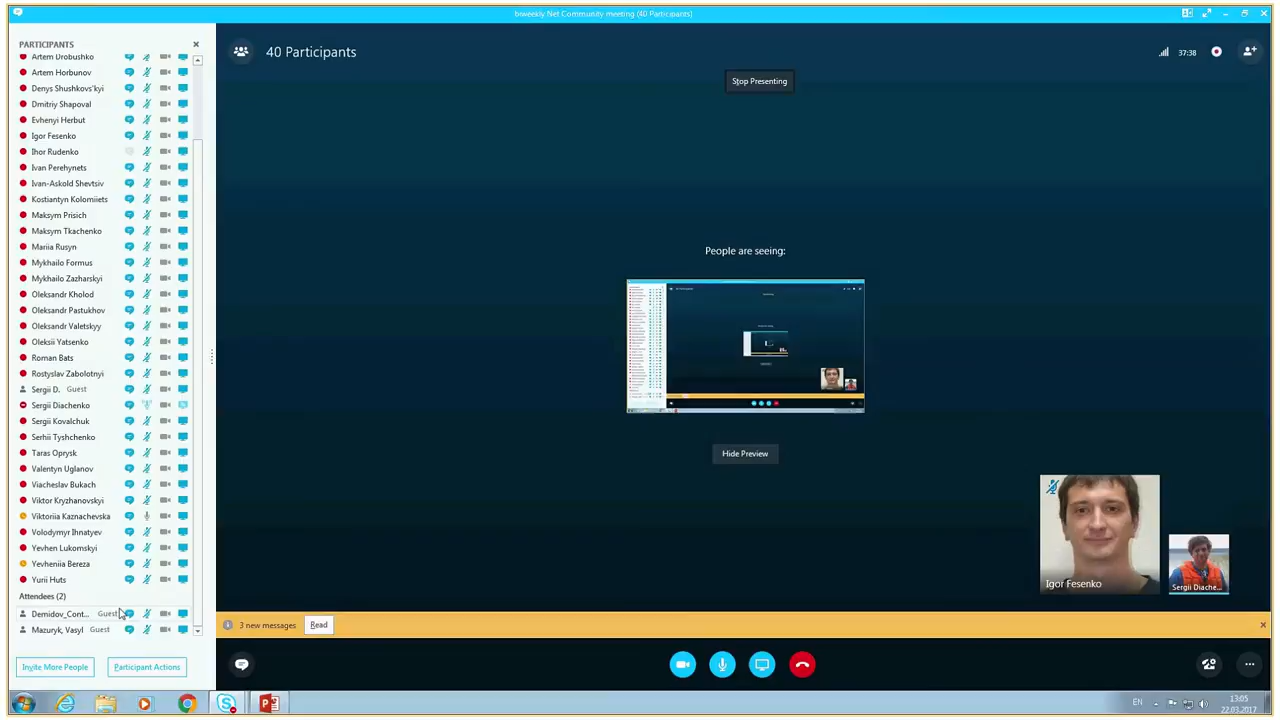 biweekly Net Community meeting (40 Participants)
PARTICIPANTS
Artem Drobushko
Artem Horbunov
Denys Shushkovs'kyi
Dmitriy Shapoval
Evhenyi Herbut
Igor Fesenko
Ihor Rudenko
Ivan Perehynets
Ivan-Askold Shevtsiv
Kostiantyn Kolomiiets
Maksym Prisich
Maksym Tkachenko
Mariia Rusyn
Mykhailo Formus
Mykhailo Zazharskyi
Oleksandr Kholod
Oleksandr Pastukhov
Oleksandr Valetskyy
Oleksii Yatsenko
Roman Bats
Rostyslav Zabolotnyi
Sergii D. Guest
Sergii Diachenko
Sergii Kovalchuk
Serhii Tyshchenko
Taras Oprysk
Valentyn Uglanov
Viacheslav Bukach
Viktor Kryzhanovskyi
Viktoriia Kaznachevska
Volodymyr Ihnatyev
Yevhen Lukomskyi
Yevheniia Bereza
Yurii Huts
Attendees (2)
Demidov_Cont... Guest
Mazuryk, Vasyl Guest
Invite More People
Participant Actions
40 Participants
37:38
Stop Presenting
People are seeing:
Hide Preview
Igor Fesenko
Sergii Diache...
3 new messages
Read
EN
13:05
22.03.2017